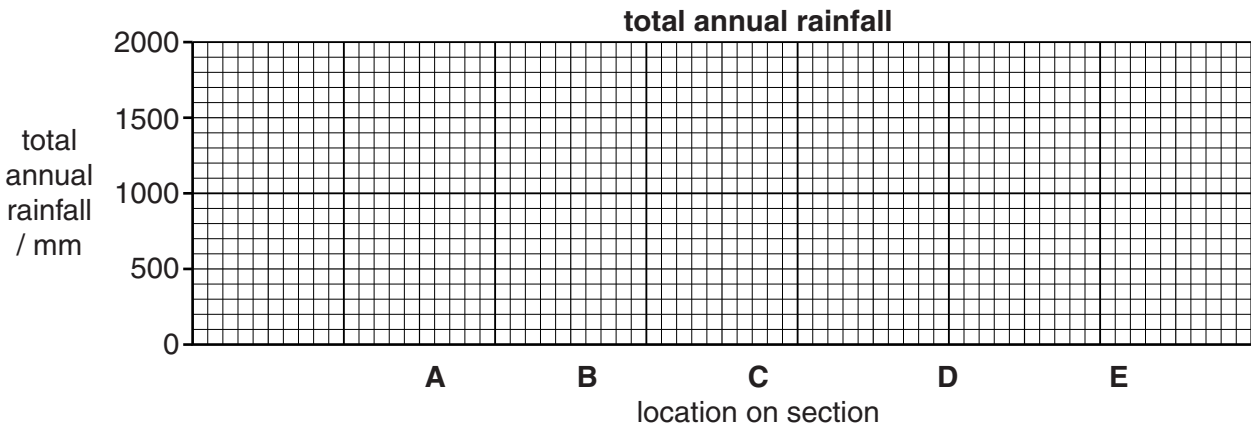 total annual rainfall
2000
1500
1000
500
0
total
annual
rainfall
/ mm
A B C D E
location on section